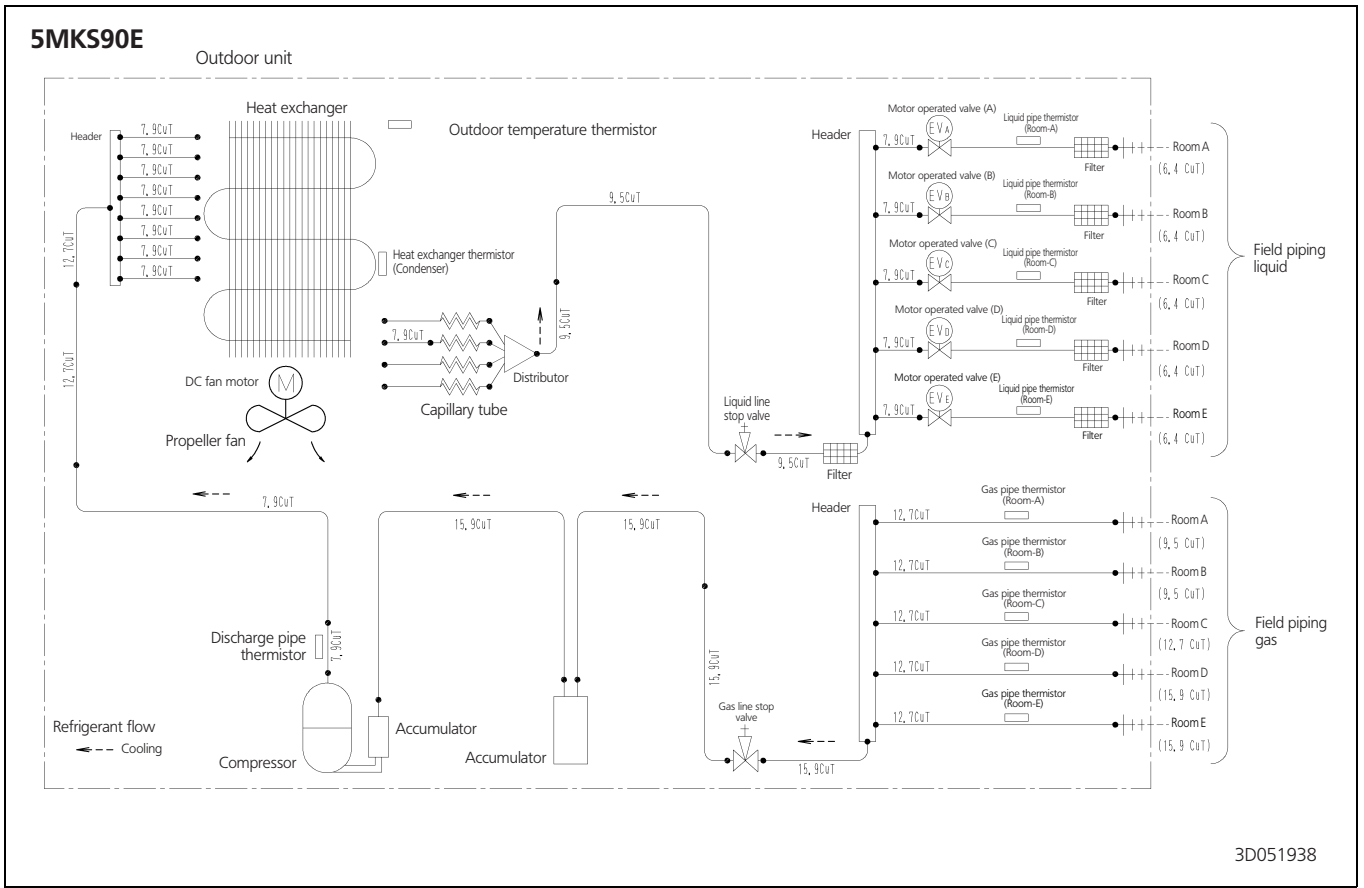 5MKS90E
Outdoor unit
Heat exchanger
Outdoor temperature thermistor
Header
7.9CuT
7.9CuT
7.9CuT
7.9CuT
7.9CuT
7.9CuT
7.9CuT
7.9CuT
12.7CuT
12.7CuT
Heat exchanger thermistor
(Condenser)
7.9CuT
Capillary tube
Distributor
9.5CuT
9.5CuT
DC fan motor
M
Propeller fan
Liquid line
stop valve
9.5CuT
Filter
Header
Motor operated valve (A)
EVA
7.9CuT
Liquid pipe thermistor
(Room-A)
Filter
Room A
(6.4 CuT)
Motor operated valve (B)
EVB
7.9CuT
Liquid pipe thermistor
(Room-B)
Filter
Room B
(6.4 CuT)
Motor operated valve (C)
EVC
7.9CuT
Liquid pipe thermistor
(Room-C)
Filter
Room C
(6.4 CuT)
Motor operated valve (D)
EVD
7.9CuT
Liquid pipe thermistor
(Room-D)
Filter
Room D
(6.4 CuT)
Motor operated valve (E)
EVE
7.9CuT
Liquid pipe thermistor
(Room-E)
Filter
Room E
(6.4 CuT)
Field piping
liquid
7.9CuT
15.9CuT
15.9CuT
Discharge pipe
thermistor
7.9CuT
Compressor
Accumulator
Accumulator
15.9CuT
Gas line stop
valve
15.9CuT
Header
Gas pipe thermistor
(Room-A)
12.7CuT
Room A
(9.5 CuT)
Gas pipe thermistor
(Room-B)
12.7CuT
Room B
(9.5 CuT)
Gas pipe thermistor
(Room-C)
12.7CuT
Room C
(12.7 CuT)
Gas pipe thermistor
(Room-D)
12.7CuT
Room D
(15.9 CuT)
Gas pipe thermistor
(Room-E)
12.7CuT
Room E
(15.9 CuT)
Field piping
gas
Refrigerant flow
Cooling
3D051938